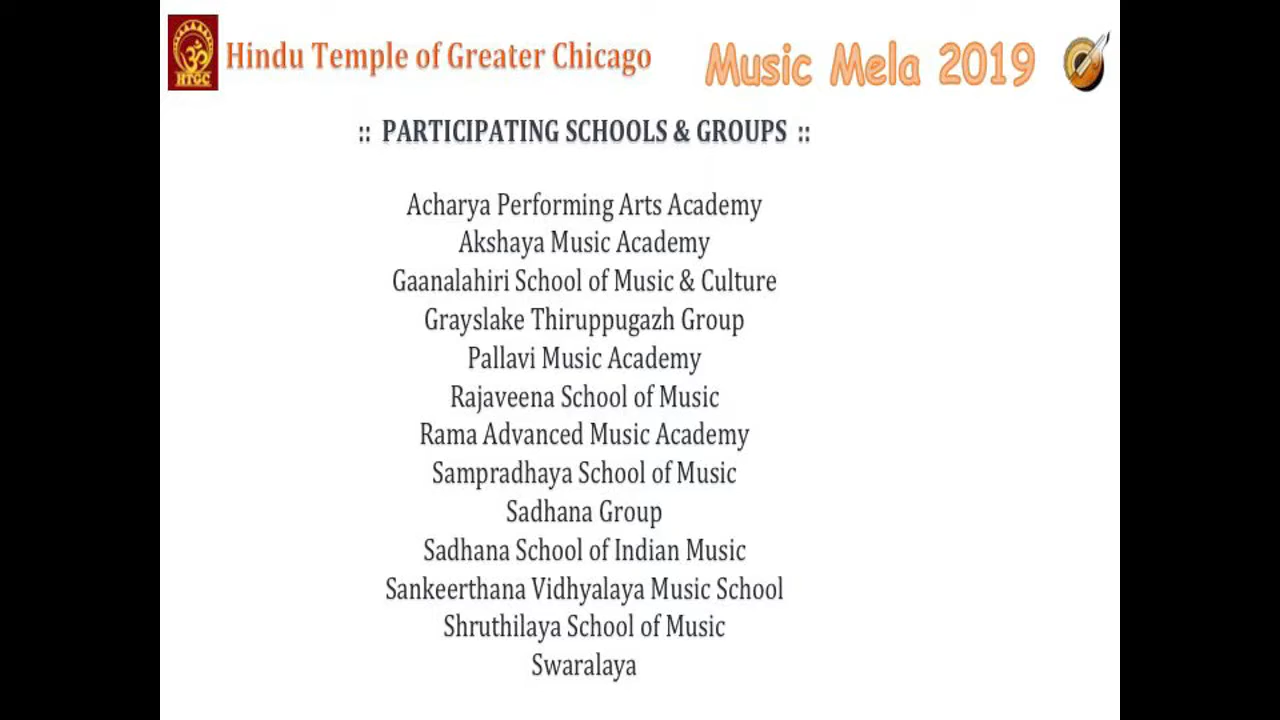 HTGC
Hindu Temple of Greater Chicago
Music Mela 2019
:: PARTICIPATING SCHOOLS & GROUPS ::
Acharya Performing Arts Academy
Akshaya Music Academy
Gaanalahiri School of Music & Culture
Grayslake Thiruppugazh Group
Pallavi Music Academy
Rajaveena School of Music
Rama Advanced Music Academy
Sampradhaya School of Music
Sadhana Group
Sadhana School of Indian Music
Sankeerthana Vidhyalaya Music School
Shruthilaya School of Music
Swaralaya